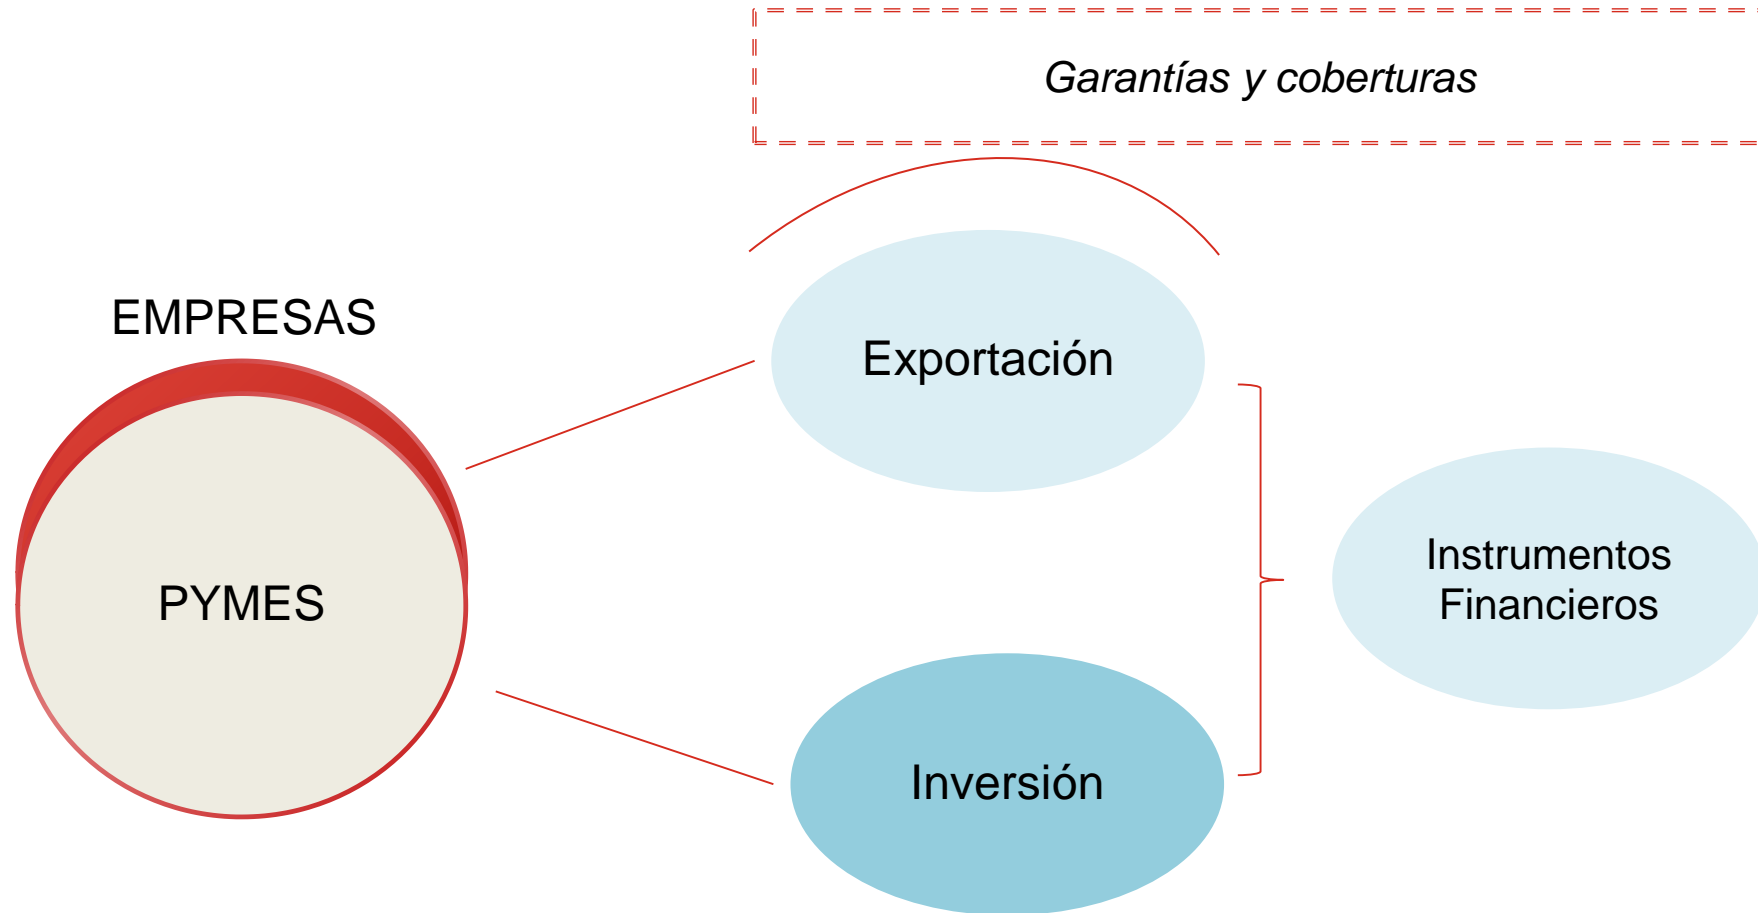 Garantías y coberturas
EMPRESAS
Exportación
PYMES
Instrumentos
Financieros
Inversión